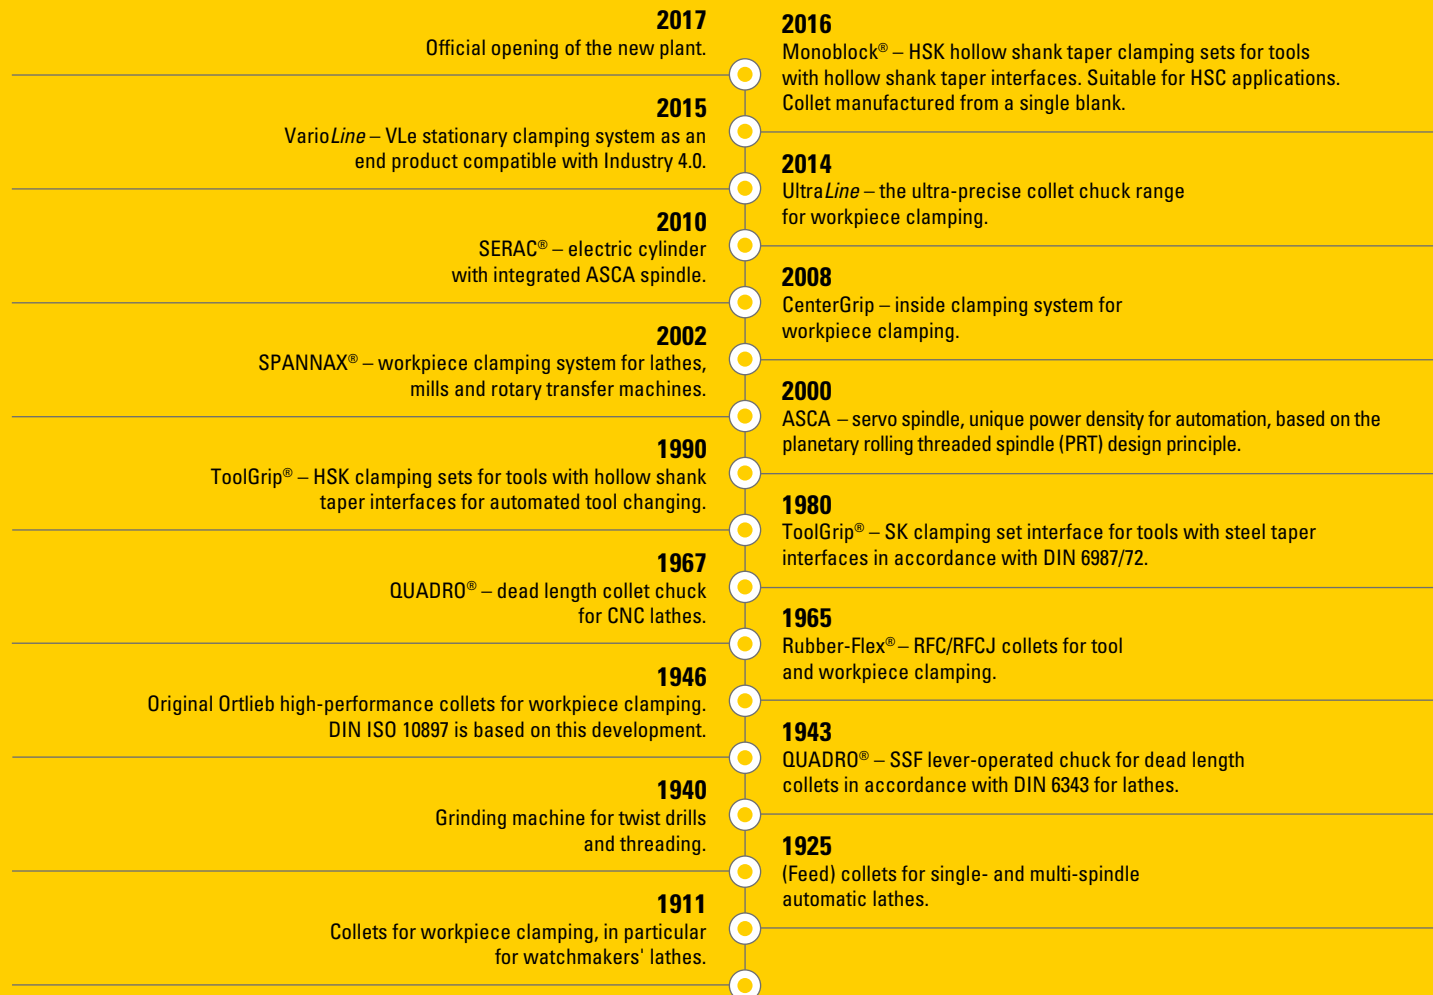 2017
Official opening of the new plant.
2016
Monoblock® – HSK hollow shank taper clamping sets for tools
with hollow shank taper interfaces. Suitable for HSC applications.
Collet manufactured from a single blank.
2015
VarioLine – VLe stationary clamping system as an
end product compatible with Industry 4.0.
2014
UltraLine – the ultra-precise collet chuck range
for workpiece clamping.
2010
SERAC® – electric cylinder
with integrated ASCA spindle.
2008
CenterGrip – inside clamping system for
workpiece clamping.
2002
SPANNAX® – workpiece clamping system for lathes,
mills and rotary transfer machines.
2000
ASCA – servo spindle, unique power density for automation, based on the
planetary rolling threaded spindle (PRT) design principle.
1990
ToolGrip® – HSK clamping sets for tools with hollow shank
taper interfaces for automated tool changing.
1980
ToolGrip® – SK clamping set interface for tools with steel taper
interfaces in accordance with DIN 6987/72.
1967
QUADRO® – dead length collet chuck
for CNC lathes.
1965
Rubber-Flex® – RFC/RFCJ collets for tool
and workpiece clamping.
1946
Original Ortlieb high-performance collets for workpiece clamping.
DIN ISO 10897 is based on this development.
1943
QUADRO® – SSF lever-operated chuck for dead length
collets in accordance with DIN 6343 for lathes.
1940
Grinding machine for twist drills
and threading.
1925
(Feed) collets for single- and multi-spindle
automatic lathes.
1911
Collets for workpiece clamping, in particular
for watchmakers' lathes.